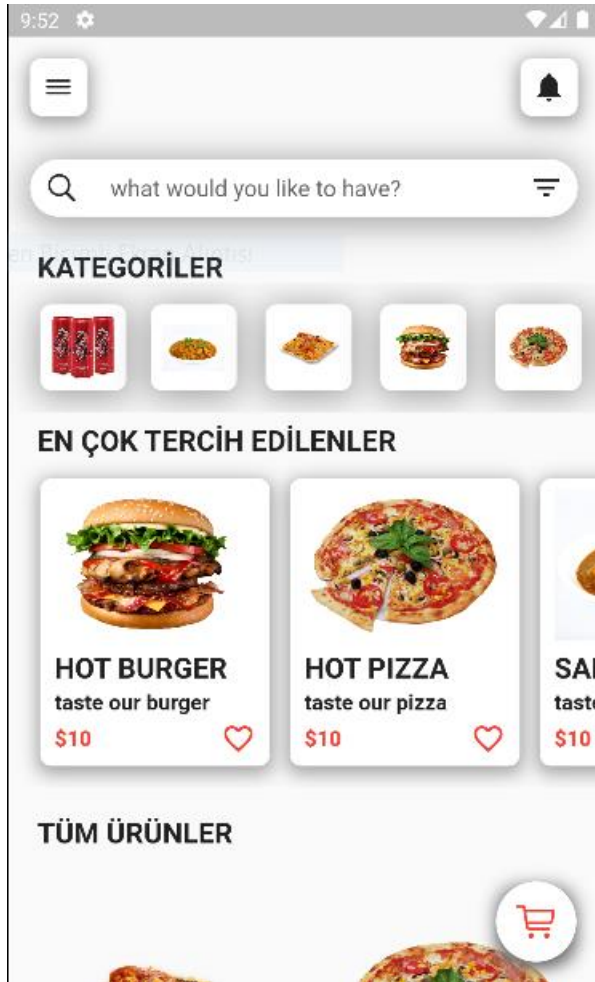 9:52
what would you like to have?
KATEGORİLER
EN ÇOK TERCİH EDİLENLER
HOT BURGER
HOT PIZZA
taste our burger
taste our pizza
$10
$10
$10
TÜM ÜRÜNLER